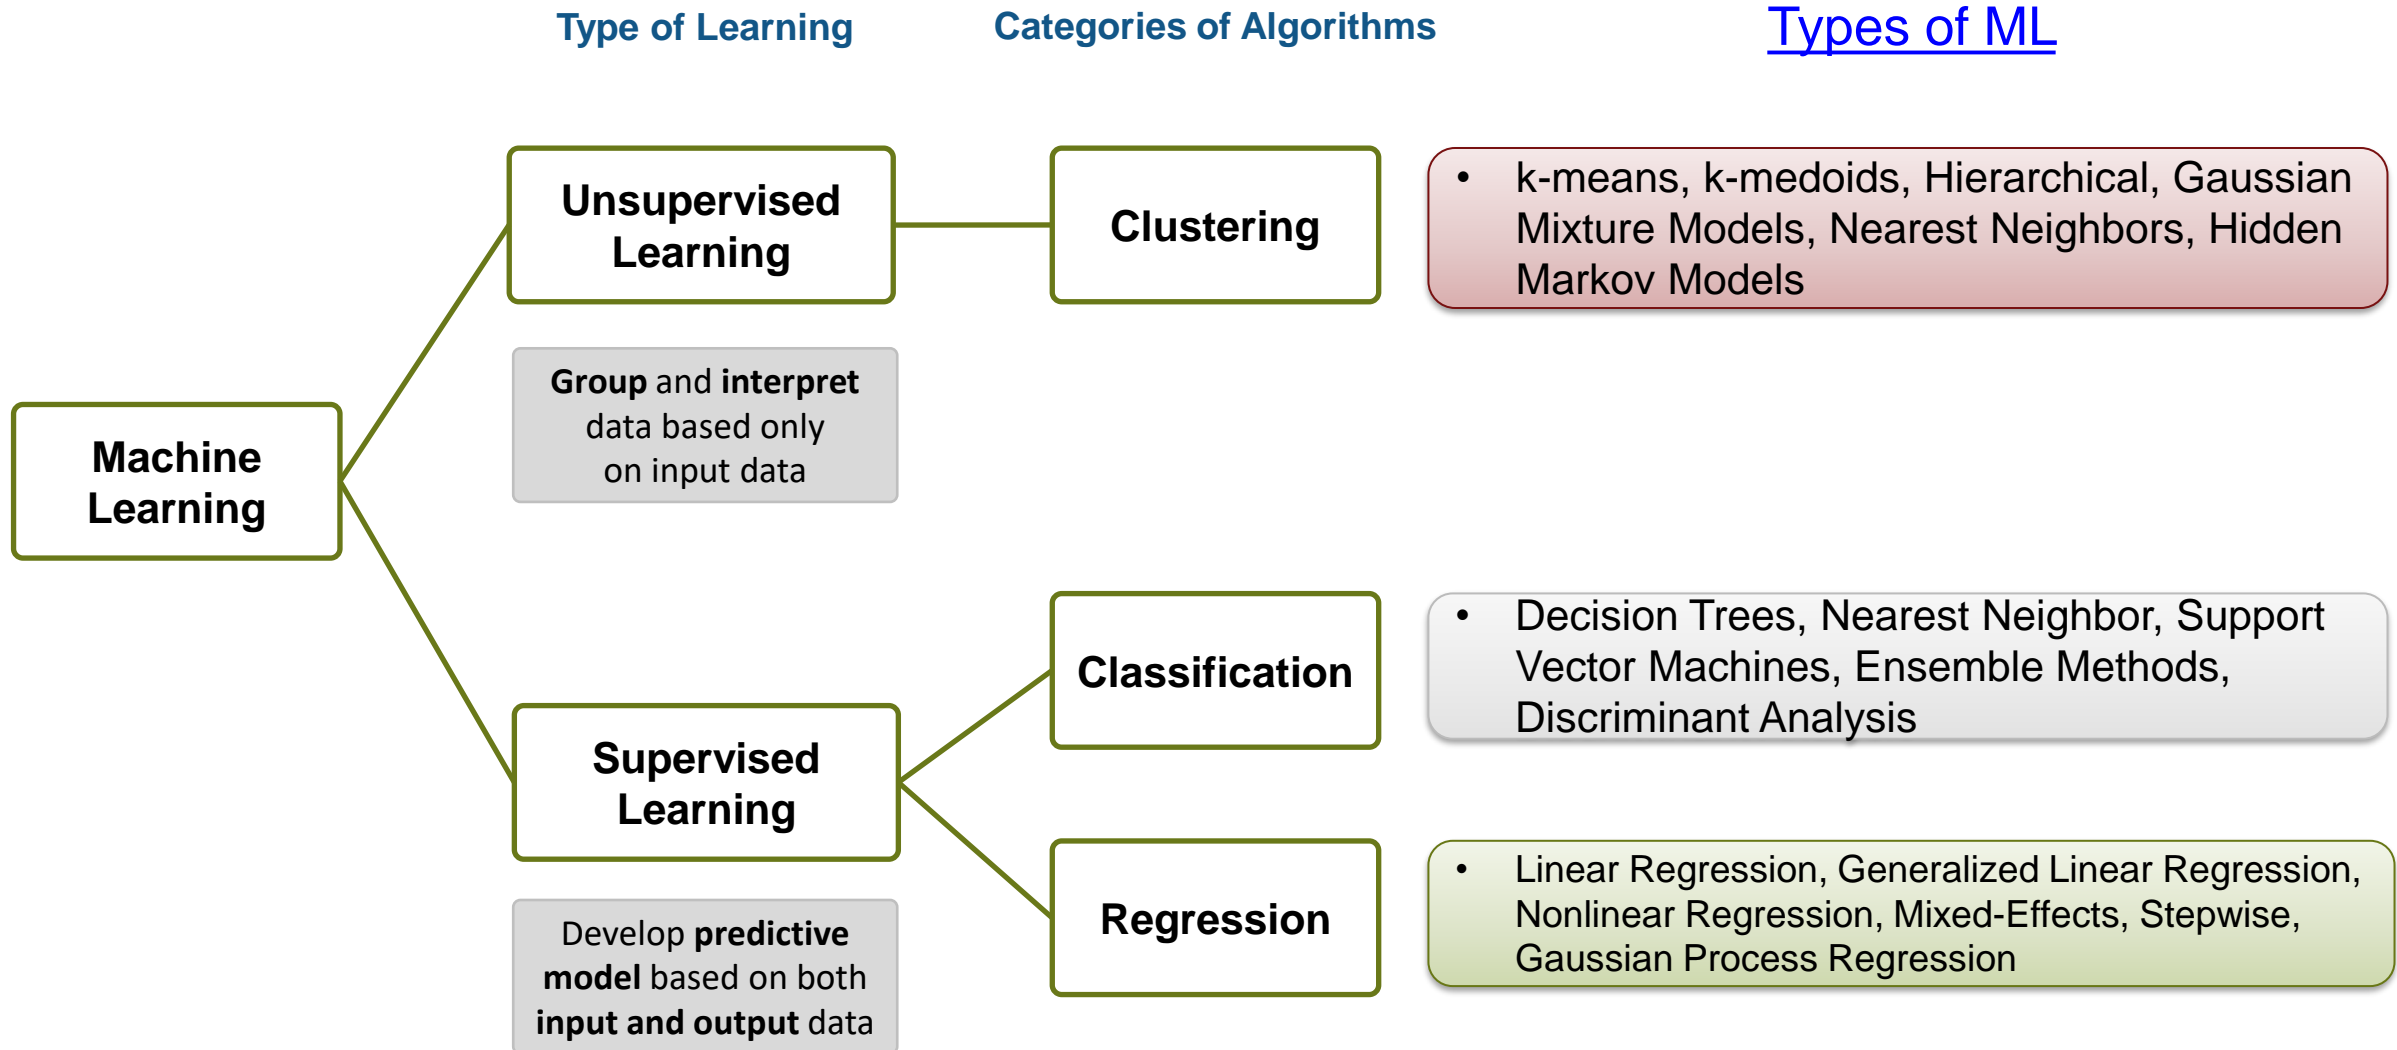 Type of Learning
Categories of Algorithms
Types of ML
Unsupervised
Learning
Clustering
• k-means, k-medoids, Hierarchical, Gaussian
Mixture Models, Nearest Neighbors, Hidden
Markov Models
Group and interpret
data based only
on input data
Machine
Learning
Classification
• Decision Trees, Nearest Neighbor, Support
Vector Machines, Ensemble Methods,
Discriminant Analysis
Supervised
Learning
Regression
• Linear Regression, Generalized Linear Regression,
Nonlinear Regression, Mixed-Effects, Stepwise,
Gaussian Process Regression
Develop predictive
model based on both
input and output data